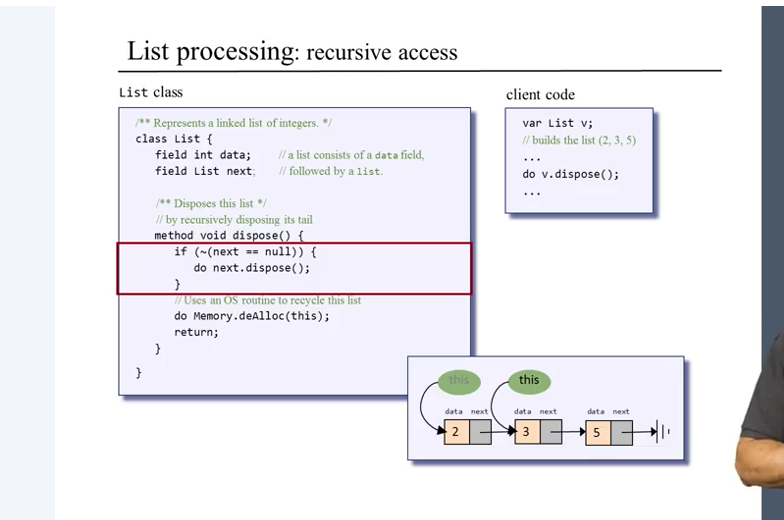 List processing: recursive access
List class
/** Represents a linked list of integers. */
class List {
field int data; // a list consists of a data field,
field List next; // followed by a list.
/** Disposes this list */
// by recursively disposing its tail
method void dispose() {
if (~(next == null)) {
do next.dispose();
}
// Uses an OS routine to recycle this list
do Memory.deAlloc(this);
return;
}
}
client code
var List v;
// builds the list (2, 3, 5)
...
do v.dispose();
...
this this
data next data next data next
2 3 5